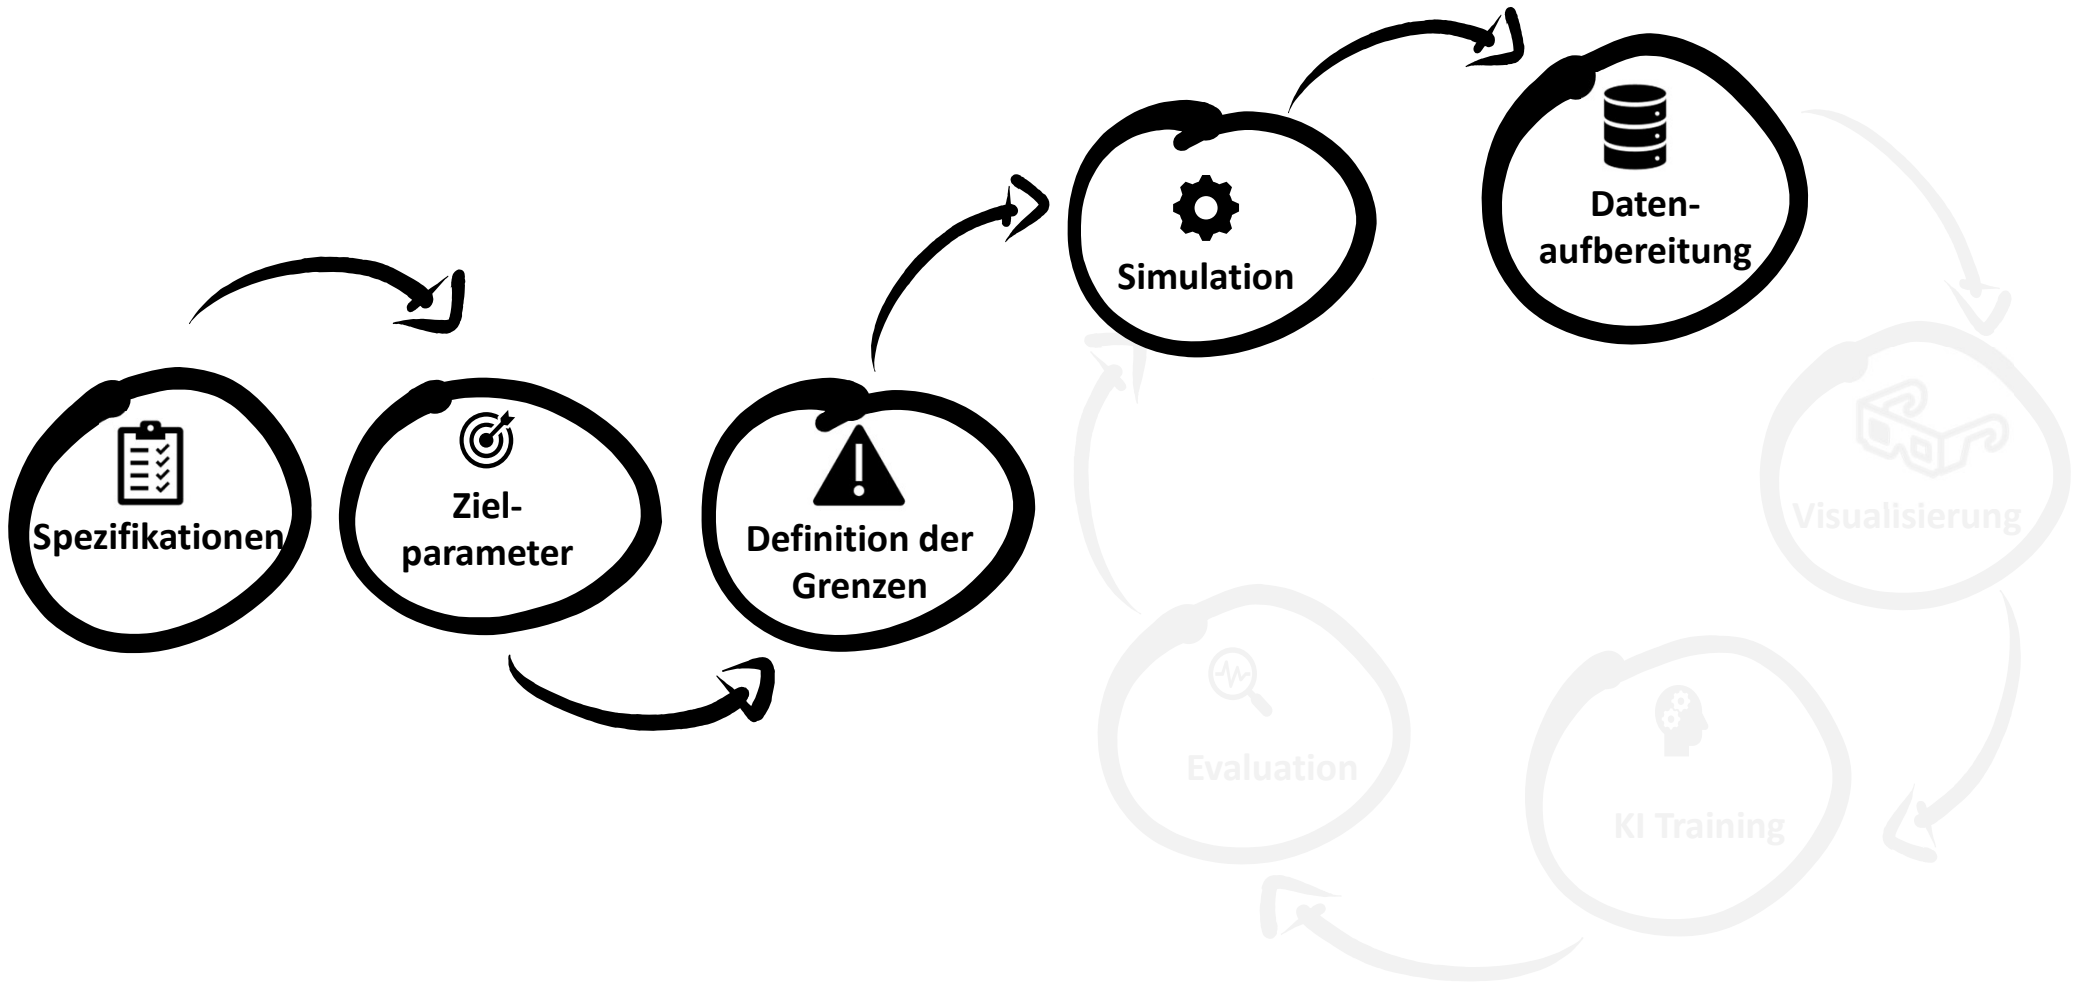 Spezifikationen
Ziel-
parameter
Definition der
Grenzen
Simulation
Daten-
aufbereitung
Visualisierung
KI Training
Evaluation